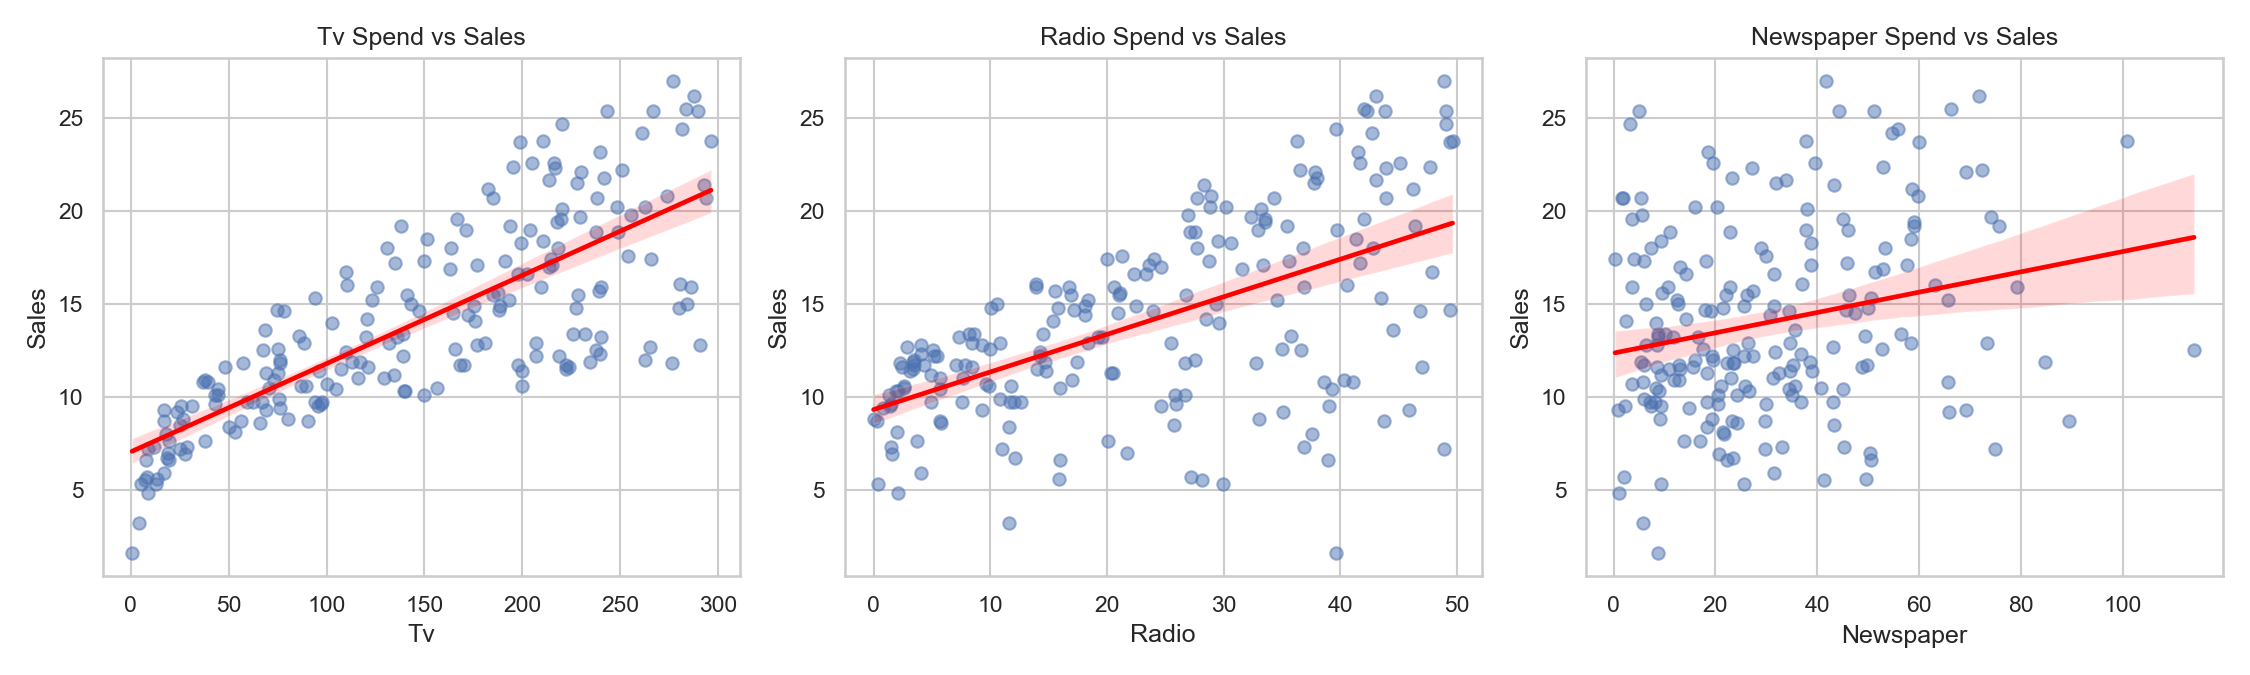 Tv Spend vs Sales
25
20
15
10
5
Sales
0 50 100 150 200 250 300
Tv
Radio Spend vs Sales
25
20
15
10
5
Sales
0 10 20 30 40 50
Radio
Newspaper Spend vs Sales
25
20
15
10
5
Sales
0 20 40 60 80 100
Newspaper